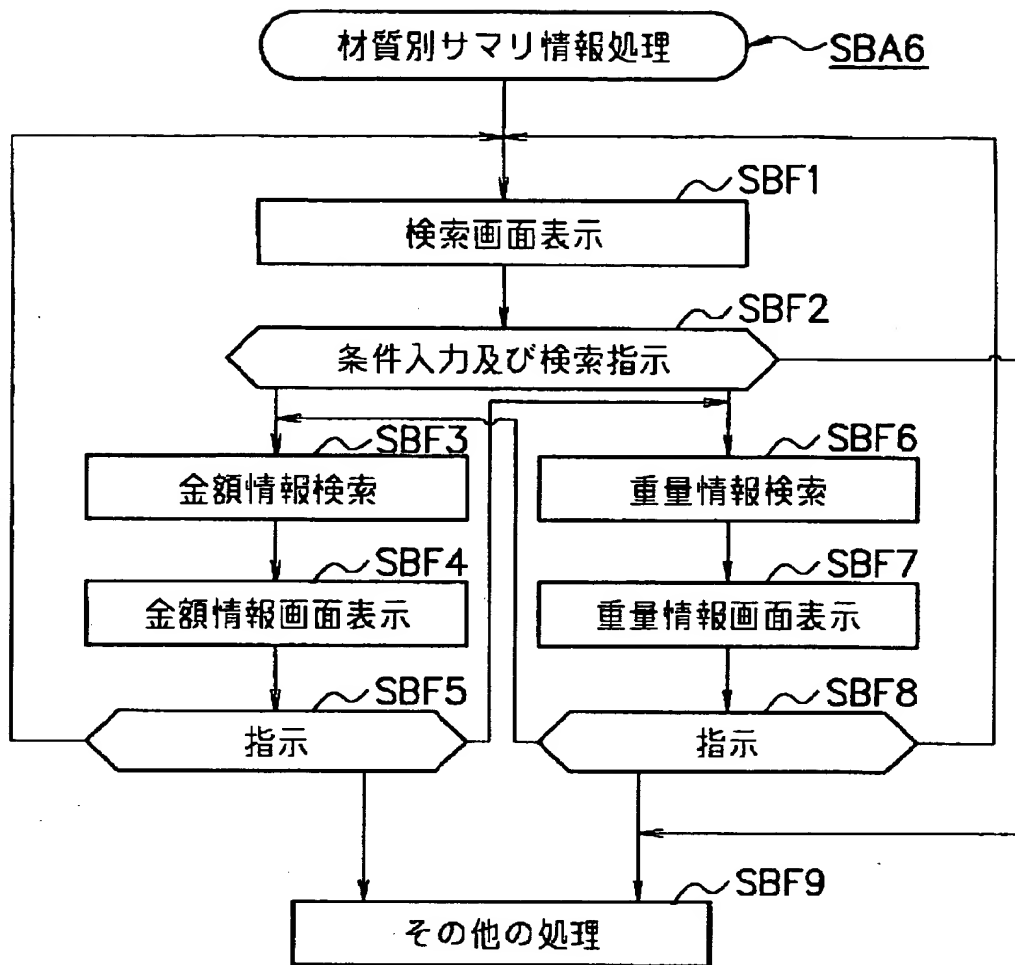 材質別サマリ情報処理
SBA6
SBF1
検索画面表示
SBF2
条件入力及び検索指示
SBF3
金額情報検索
SBF6
重量情報検索
SBF4
金額情報画面表示
SBF7
重量情報画面表示
SBF5
指示
SBF8
指示
SBF9
その他の処理